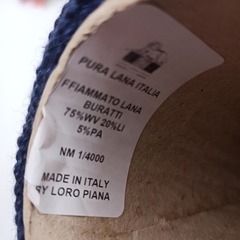 PURA LANA ITALIA
FFIAMMATO LANA
BURATTI
75%WV 20%LI
5%PA
NM 1/4000
MADE IN ITALY
BY LORO PIANA